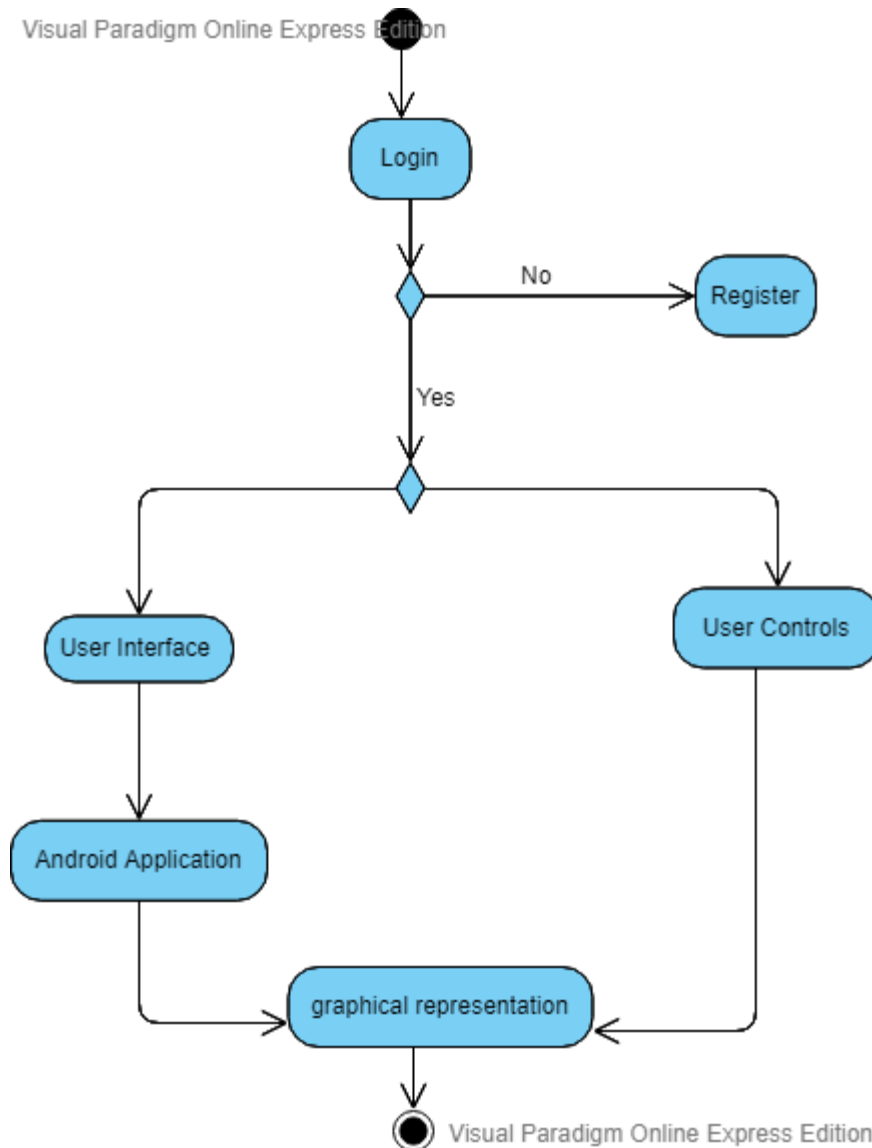 Visual Paradigm Online Express Edition
Login
No
Register
Yes
User Interface
User Controls
Android Application
graphical representation
Visual Paradigm Online Express Edition